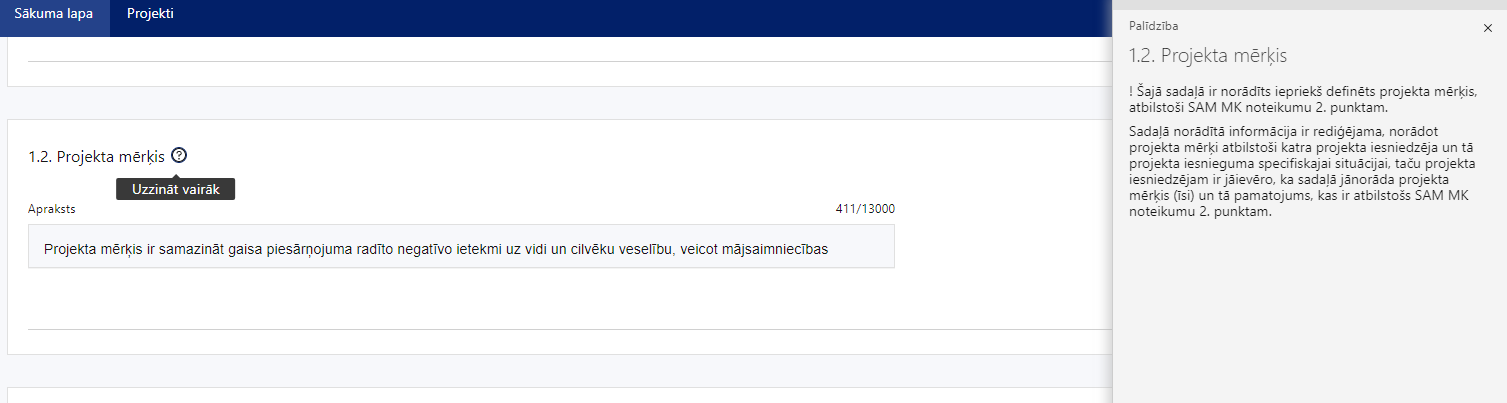 Sākuma lapa Projekti
1.2. Projekta mērķis
Uzzināt vairāk
Apraksts 411/13000
Projekta mērķis ir samazināt gaisa piesārņojuma radīto negatīvo ietekmi uz vidi un cilvēku veselību, veicot mājsaimniecības
Palīdzība
1.2. Projekta mērķis
! Šajā sadaļā ir norādīts iepriekš definēts projekta mērķis,
atbilstoši SAM MK noteikumu 2. punktam.
Sadaļā norādītā informācija ir rediģējama, norādot
projekta mērķi atbilstoši katra projekta iesniedzēja un tā
projekta iesnieguma specifiskajai situācijai, taču projekta
iesniedzējam ir jāievēro, ka sadaļā jānorāda projekta
mērķis (īsi) un tā pamatojums, kas ir atbilstošs SAM MK
noteikumu 2. punktam.